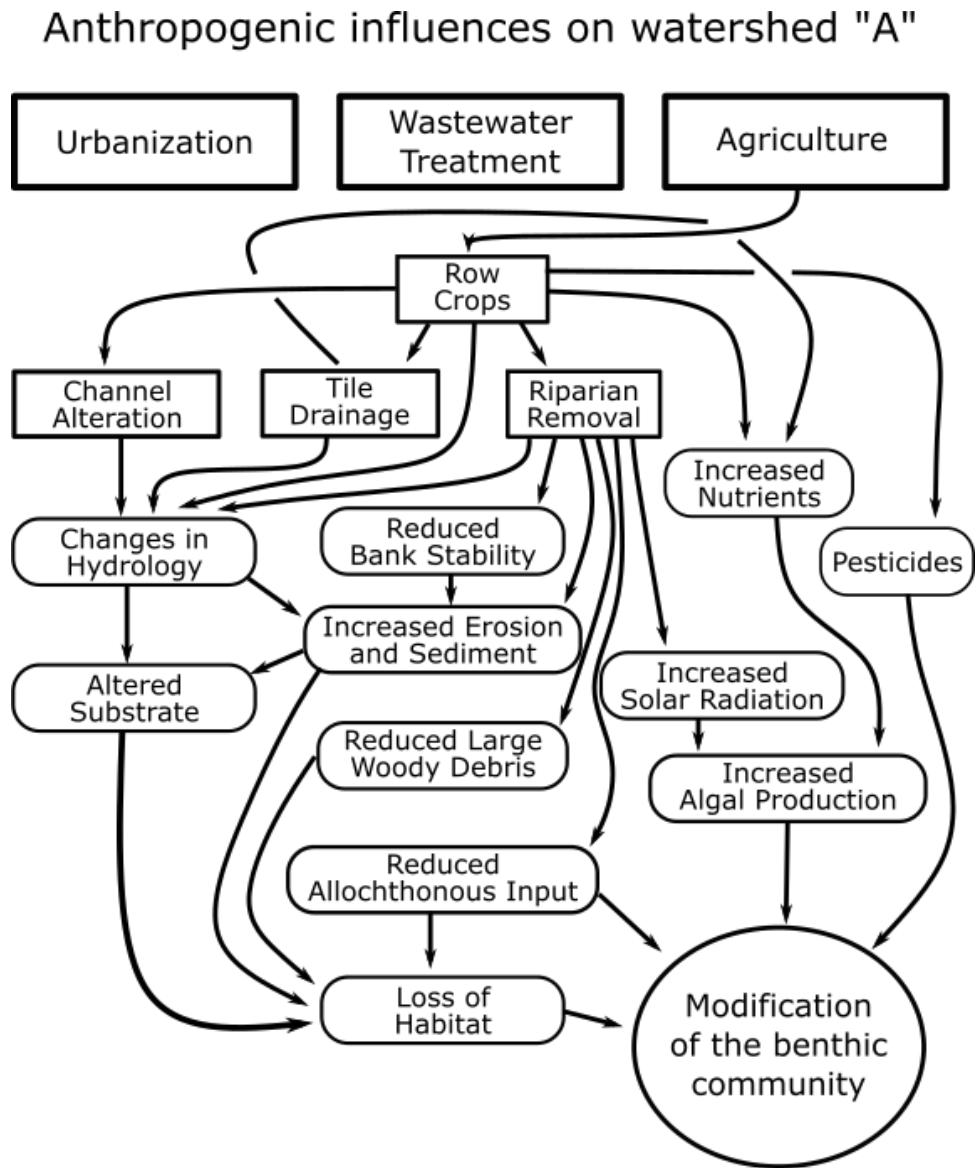 Anthropogenic influences on watershed "A"
Urbanization
Wastewater
Treatment
Agriculture
Row
Crops
Channel
Alteration
Tile
Drainage
Riparian
Removal
Increased
Nutrients
Changes in
Hydrology
Reduced
Bank Stability
Pesticides
Increased Erosion
and Sediment
Altered
Substrate
Increased
Solar Radiation
Reduced Large
Woody Debris
Increased
Algal Production
Reduced
Allochthonous Input
Loss of
Habitat
Modification
of the benthic
community